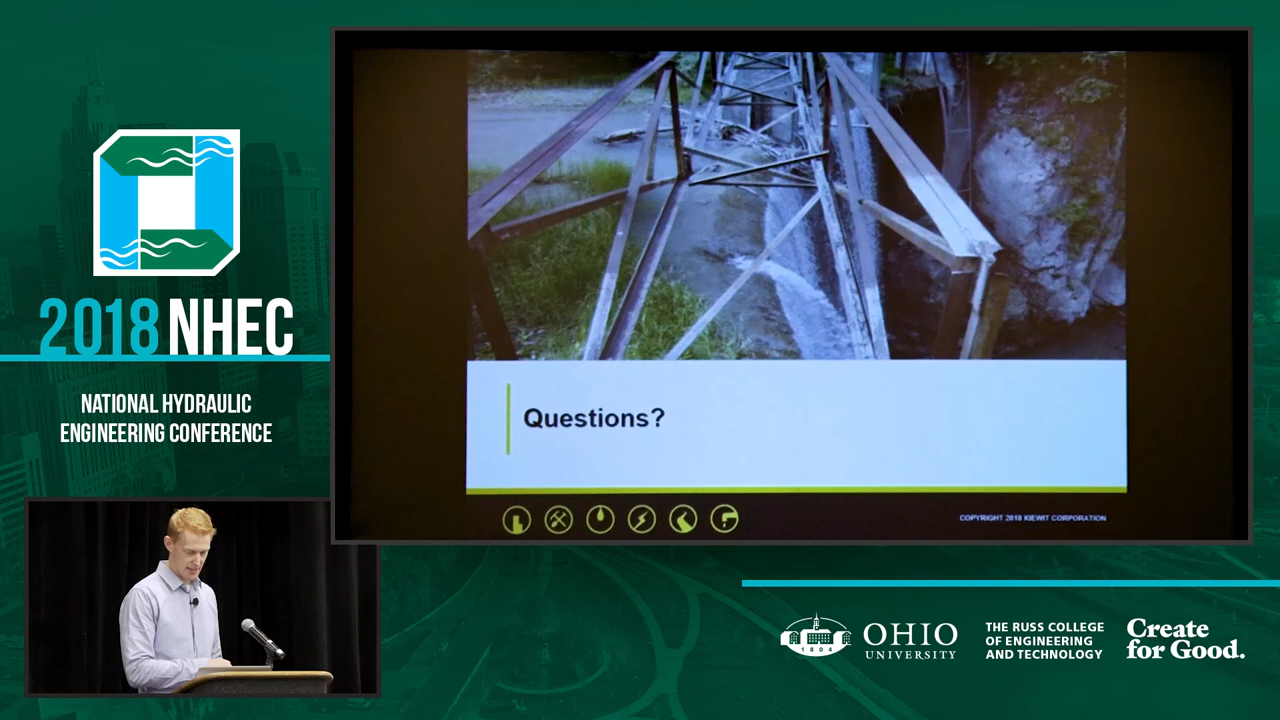 2018 NHEC
NATIONAL HYDRAULIC
ENGINEERING CONFERENCE
Questions?
COPYRIGHT 2018 KIEWIT CORPORATION
1804
OHIO
UNIVERSITY
THE RUSS COLLEGE
OF ENGINEERING
AND TECHNOLOGY
Create
for Good.